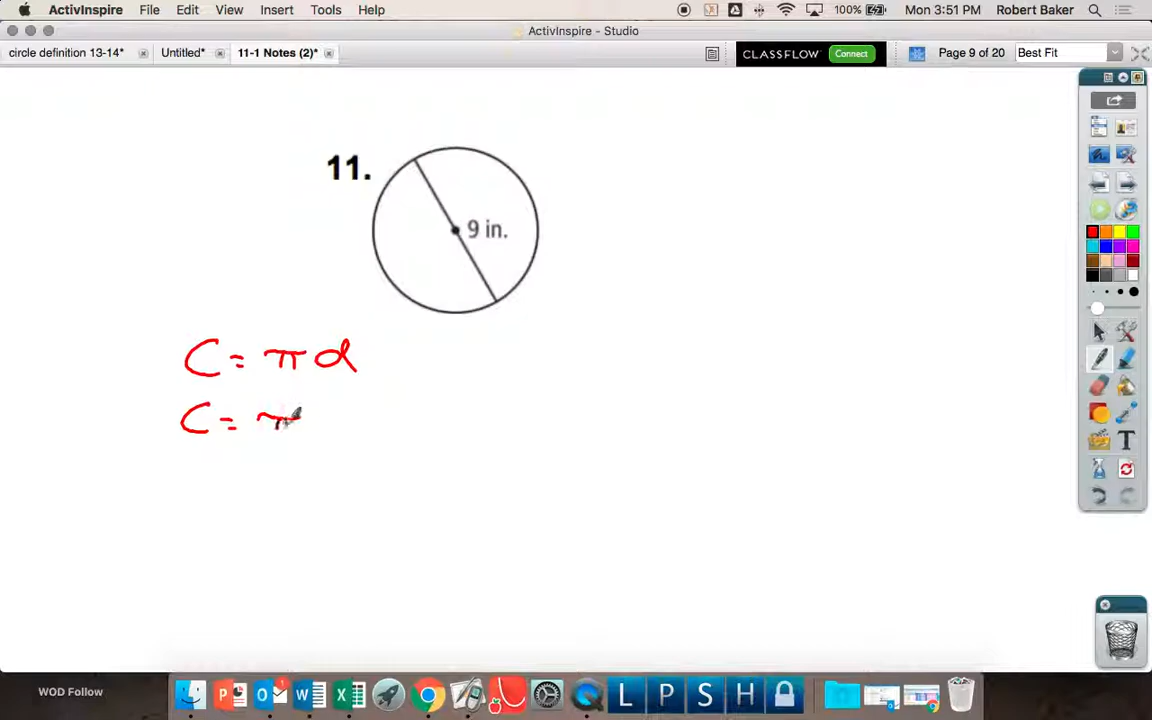 ActivInspire File Edit View Insert Tools Help 100% Mon 3:51 PM Robert Baker
ActivInspire - Studio
circle definition 13-14* Untitled* 11-1 Notes (2)* CLASSFLOW Connect Page 9 of 20 Best Fit
11.
9 in.
C = π d
C = π
WOD Follow
L P S H